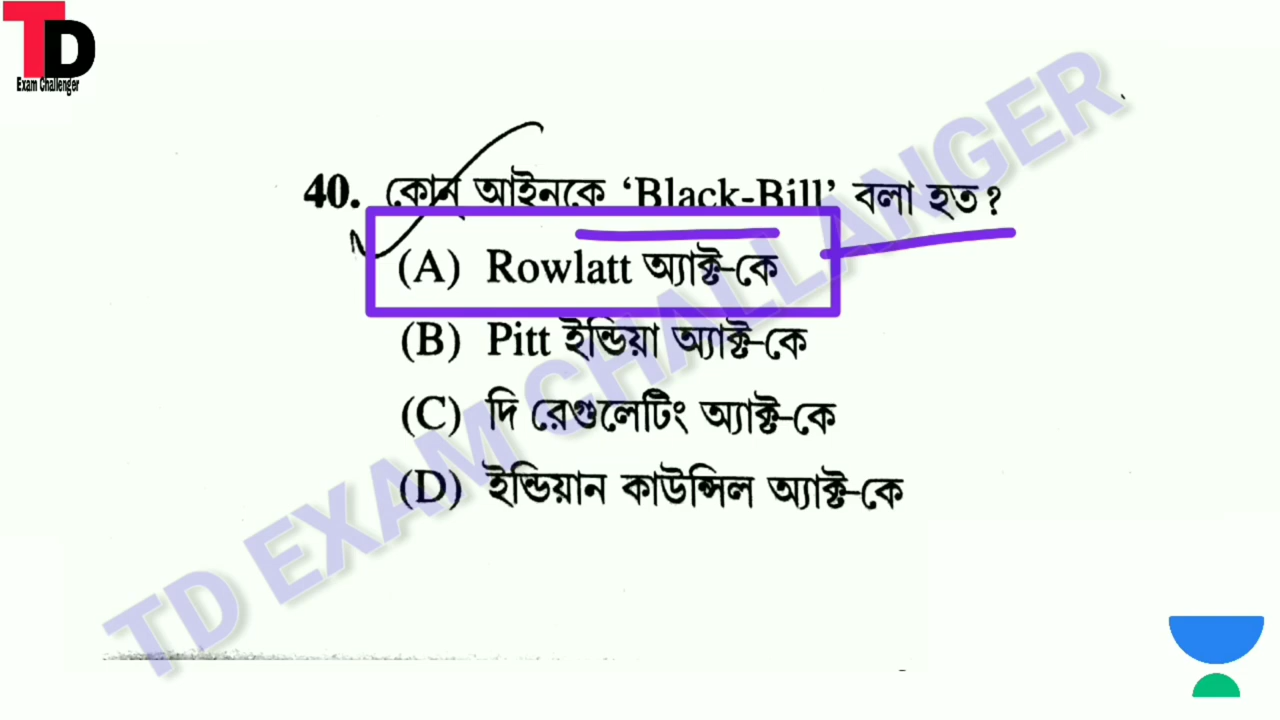 TD
Exam Challenger
40. কোন্ আইনকে ‘Black-Bill’ বলা হত?
(A) Rowlatt অ্যাক্ট-কে
(B) Pitt ইন্ডিয়া অ্যাক্ট-কে
(C) দি রেগুলেটিং অ্যাক্ট-কে
(D) ইন্ডিয়ান কাউন্সিল অ্যাক্ট-কে
TD EXAM CHALLANGER